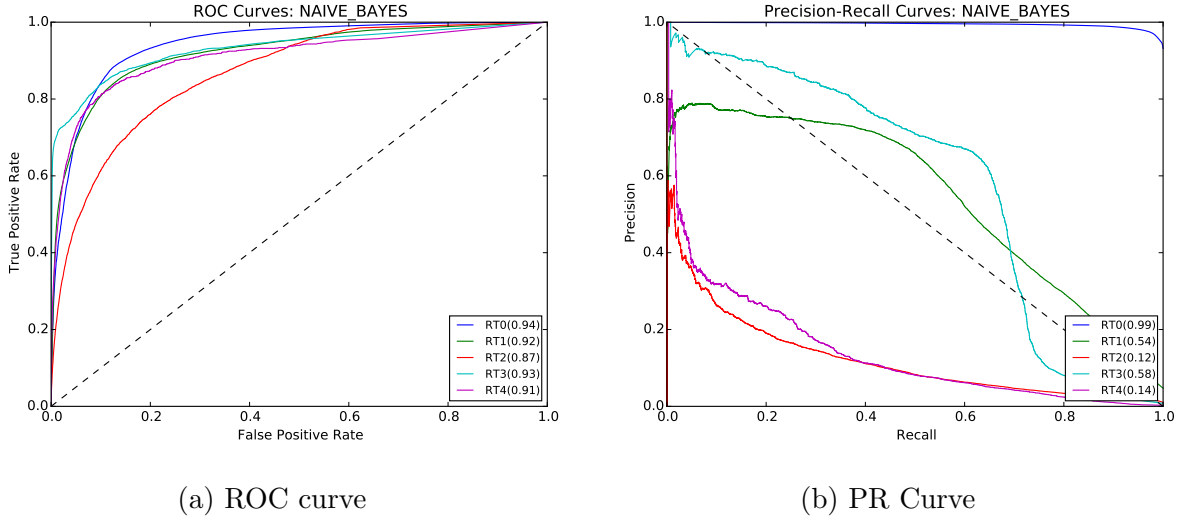 ROC Curves: NAIVE_BAYES
1.0
0.8
0.6
0.4
0.2
0.0
0.0 0.2 0.4 0.6 0.8 1.0
True Positive Rate
False Positive Rate
RT0(0.94)
RT1(0.92)
RT2(0.87)
RT3(0.93)
RT4(0.91)
(a) ROC curve
Precision-Recall Curves: NAIVE_BAYES
1.0
0.8
0.6
0.4
0.2
0.0
0.0 0.2 0.4 0.6 0.8 1.0
Precision
Recall
RT0(0.99)
RT1(0.54)
RT2(0.12)
RT3(0.58)
RT4(0.14)
(b) PR Curve